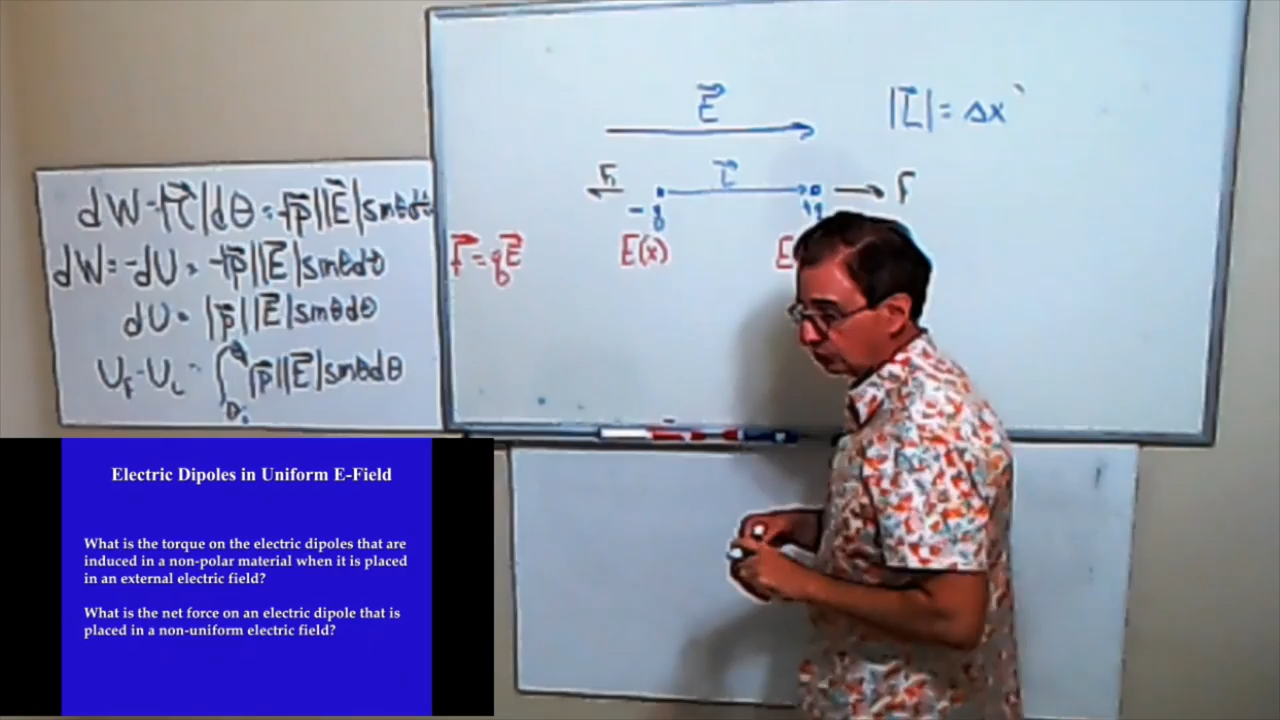 dW = -|τ⃗|dθ = -|p⃗||E⃗|sinθdθ
dW = -dU = -|p⃗||E⃗|sinθdθ
dU = |p⃗||E⃗|sinθdθ
U_F - U_i = ∫ |p⃗||E⃗|sinθdθ
E⃗
|L⃗| = Δx
F L⃗ F
-q +q
F⃗ = qE⃗ E(x) E
Electric Dipoles in Uniform E-Field
What is the torque on the electric dipoles that are
induced in a non-polar material when it is placed
in an external electric field?
What is the net force on an electric dipole that is
placed in a non-uniform electric field?